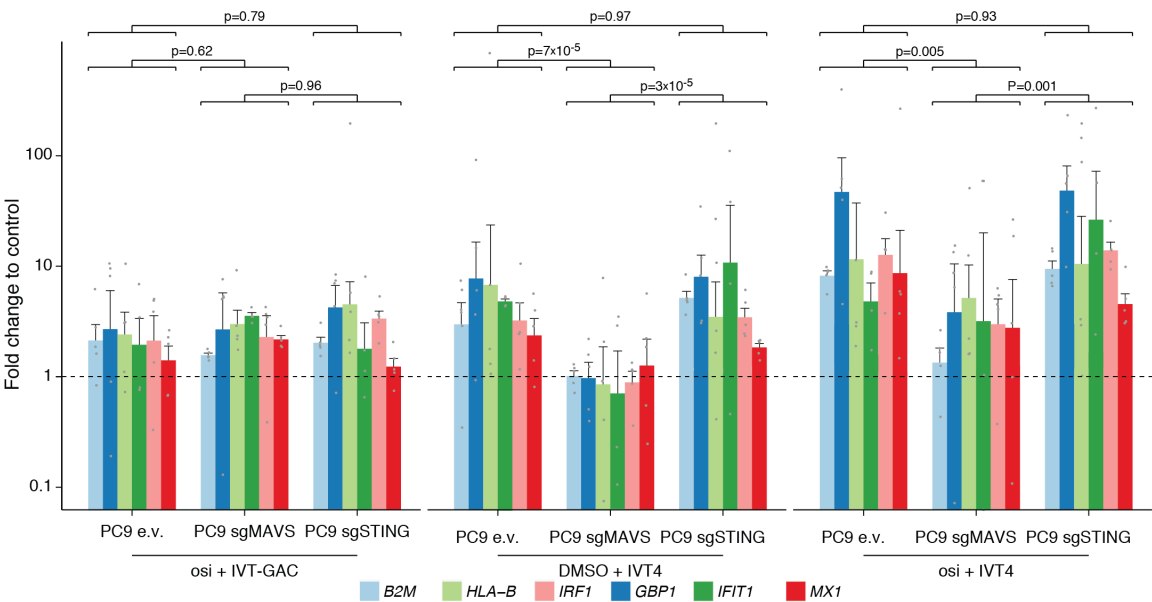 p=0.79 p=0.97 p=0.93
p=0.62 p=7x10-5 p=0.005
p=0.96 p=3x10-5 P=0.001
Fold change to control
100
10
1
0.1
PC9 e.v. PC9 sgMAVS PC9 sgSTING PC9 e.v. PC9 sgMAVS PC9 sgSTING PC9 e.v. PC9 sgMAVS PC9 sgSTING
osi + IVT-GAC DMSO + IVT4 osi + IVT4
B2M HLA−B IRF1 GBP1 IFIT1 MX1